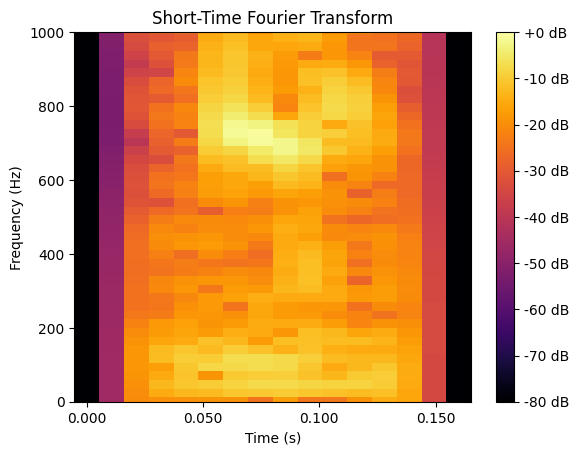 Short-Time Fourier Transform
1000
800
600
400
200
0
Frequency (Hz)
0.000
0.050
0.100
0.150
Time (s)
+0 dB
-10 dB
-20 dB
-30 dB
-40 dB
-50 dB
-60 dB
-70 dB
-80 dB